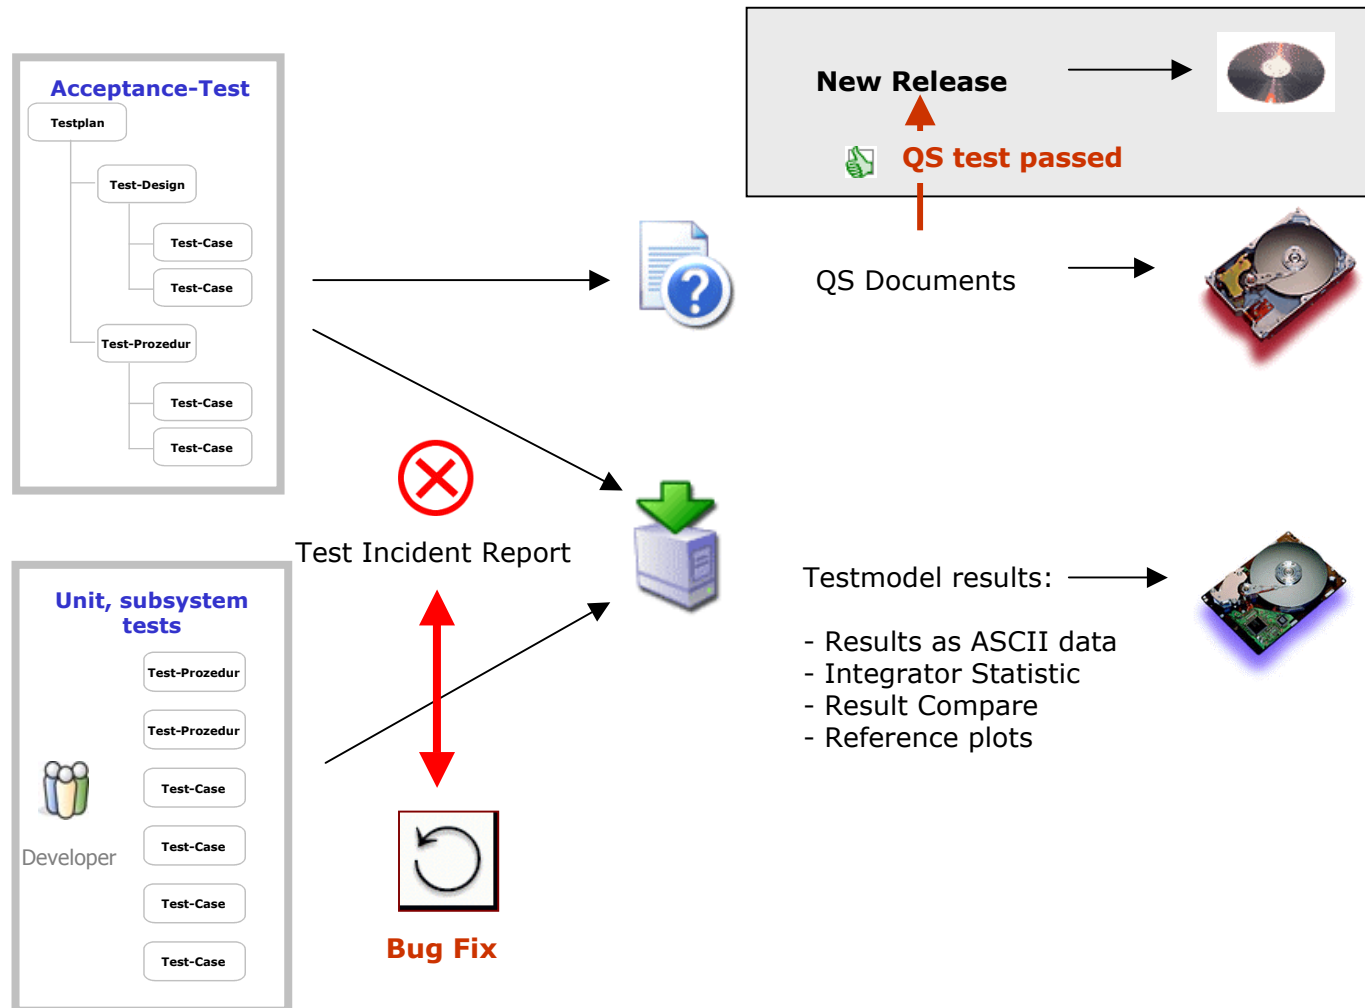 Acceptance-Test
Testplan
Test-Design
Test-Case
Test-Case
Test-Prozedur
Test-Case
Test-Case
New Release
QS test passed
?
QS Documents
Test Incident Report
Unit, subsystem
tests
Test-Prozedur
Test-Prozedur
Test-Case
Test-Case
Test-Case
Test-Case
Developer
Bug Fix
Testmodel results:
- Results as ASCII data
- Integrator Statistic
- Result Compare
- Reference plots